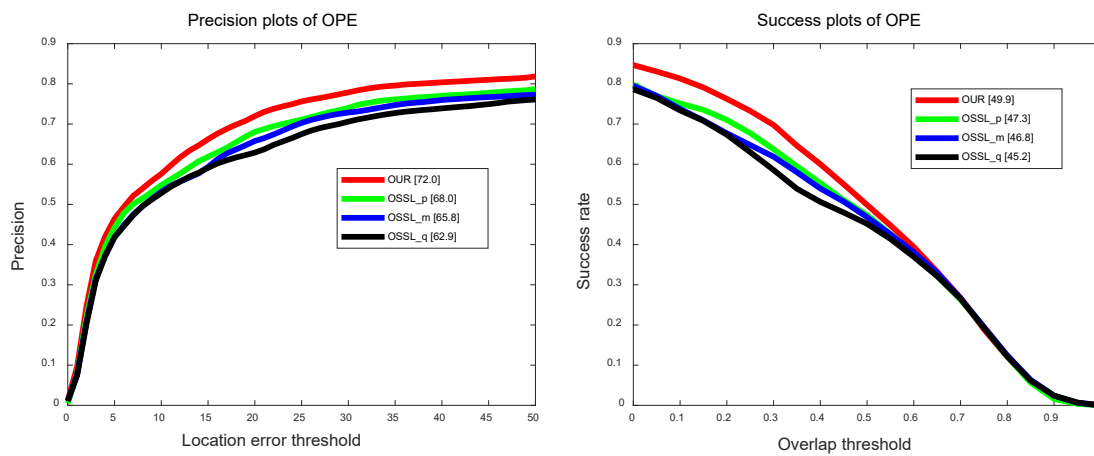 Precision plots of OPE
0.9
0.8
0.7
0.6
0.5
0.4
0.3
0.2
0.1
0
Precision
OUR [72.0]
OSSL_p [68.0]
OSSL_m [65.8]
OSSL_q [62.9]
0 5 10 15 20 25 30 35 40 45 50
Location error threshold
Success plots of OPE
0.9
0.8
0.7
0.6
0.5
0.4
0.3
0.2
0.1
0
Success rate
OUR [49.9]
OSSL_p [47.3]
OSSL_m [46.8]
OSSL_q [45.2]
0 0.1 0.2 0.3 0.4 0.5 0.6 0.7 0.8 0.9
Overlap threshold